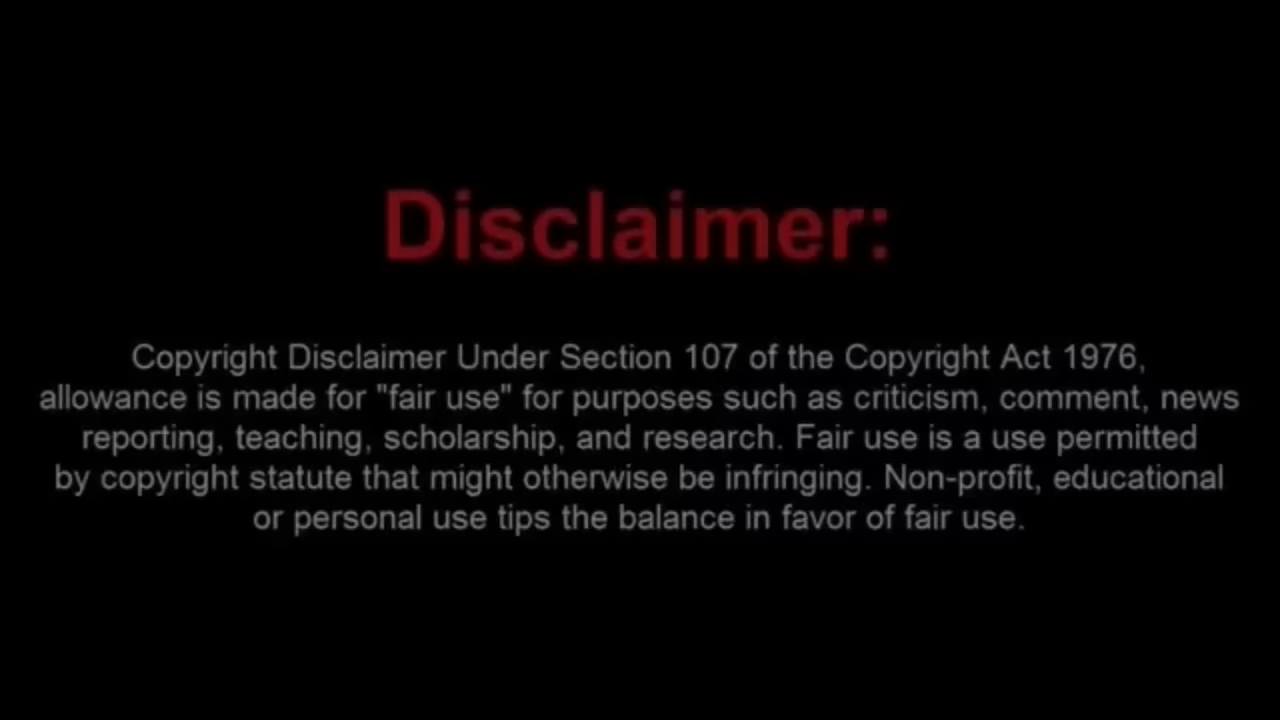 Disclaimer:
Copyright Disclaimer Under Section 107 of the Copyright Act 1976,
allowance is made for "fair use" for purposes such as criticism, comment, news
reporting, teaching, scholarship, and research. Fair use is a use permitted
by copyright statute that might otherwise be infringing. Non-profit, educational
or personal use tips the balance in favor of fair use.